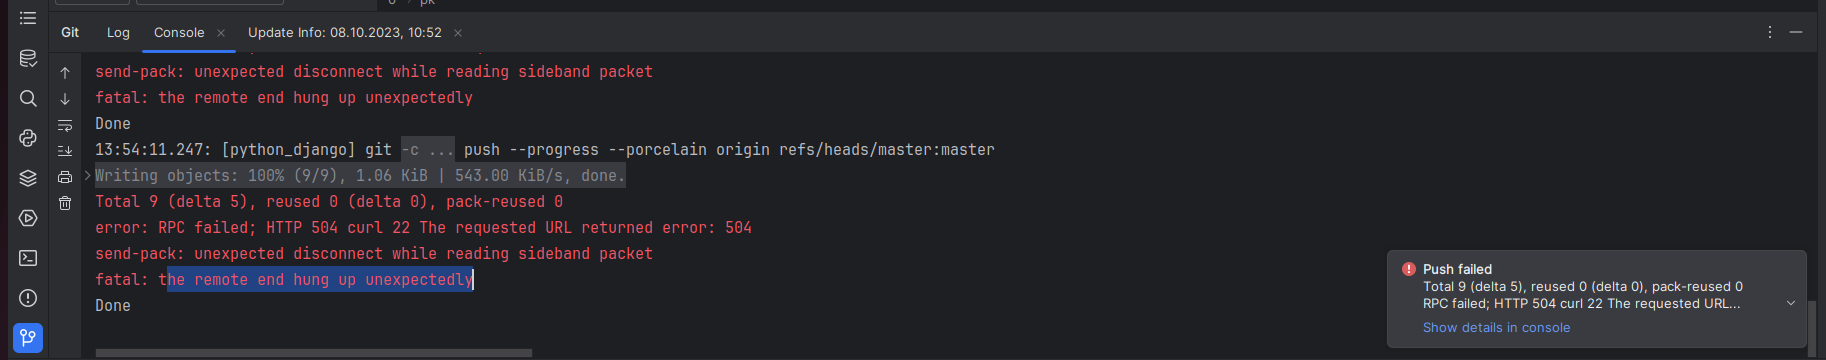 Git
Log
Console
Update Info: 08.10.2023, 10:52
send-pack: unexpected disconnect while reading sideband packet
fatal: the remote end hung up unexpectedly
Done
13:54:11.247: [python_django] git -c ... push --progress --porcelain origin refs/heads/master:master
Writing objects: 100% (9/9), 1.06 KiB | 543.00 KiB/s, done.
Total 9 (delta 5), reused 0 (delta 0), pack-reused 0
error: RPC failed; HTTP 504 curl 22 The requested URL returned error: 504
send-pack: unexpected disconnect while reading sideband packet
fatal: the remote end hung up unexpectedly
Done
Push failed
Total 9 (delta 5), reused 0 (delta 0), pack-reused 0
RPC failed; HTTP 504 curl 22 The requested URL...
Show details in console